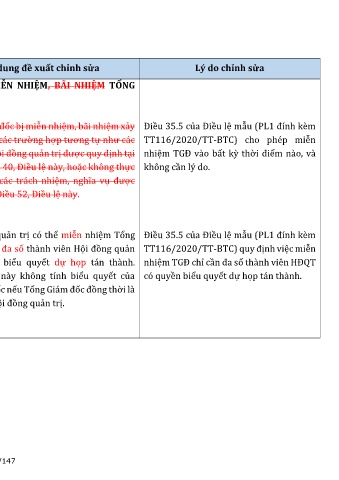 dung đề xuất chỉnh sửa
Lý do chỉnh sửa
ỄN NHIỆM, BÃI NHIỆM TỔNG
đốc bị miễn nhiệm, bãi nhiệm xảy
các trường hợp tương tự như các
ội đồng quản trị được quy định tại
40, Điều lệ này, hoặc không thực
các trách nhiệm, nghĩa vụ được
Điều 52, Điều lệ này.
Điều 35.5 của Điều lệ mẫu (PL1 đính kèm
TT116/2020/TT-BTC) cho phép miễn
nhiệm TGĐ vào bất kỳ thời điểm nào, và
không cần lý do.
quản trị có thể miễn nhiệm Tổng
đa số thành viên Hội đồng quản
biểu quyết dự họp tán thành.
này không tính biểu quyết của
ốc nếu Tổng Giám đốc đồng thời là
ội đồng quản trị.
Điều 35.5 của Điều lệ mẫu (PL1 đính kèm
TT116/2020/TT-BTC) quy định việc miễn
nhiệm TGĐ chỉ cần đa số thành viên HĐQT
có quyền biểu quyết dự họp tán thành.
/147